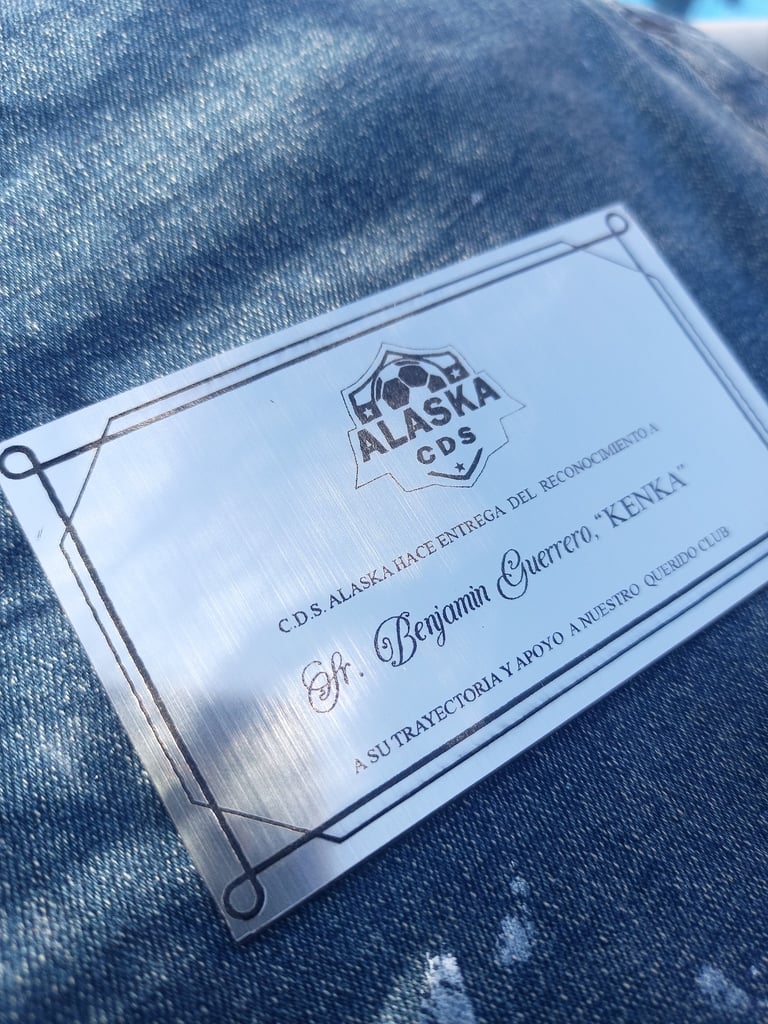 ALASKA
CDS
C.D.S. ALASKA HACE ENTREGA DEL RECONOCIMIENTO A
Sr. Benjamin Guerrero, "KENKA"
A SU TRAYECTORIA Y APOYO A NUESTRO QUERIDO CLUB